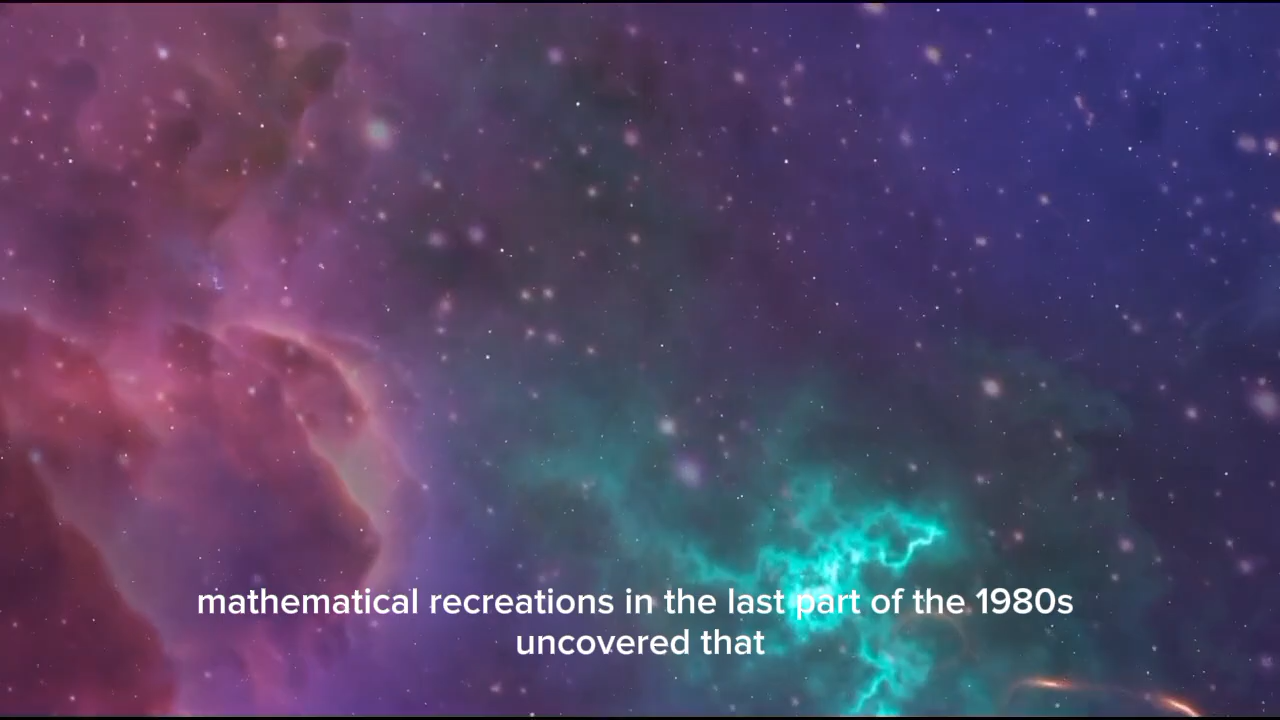 mathematical recreations in the last part of the 1980s
uncovered that